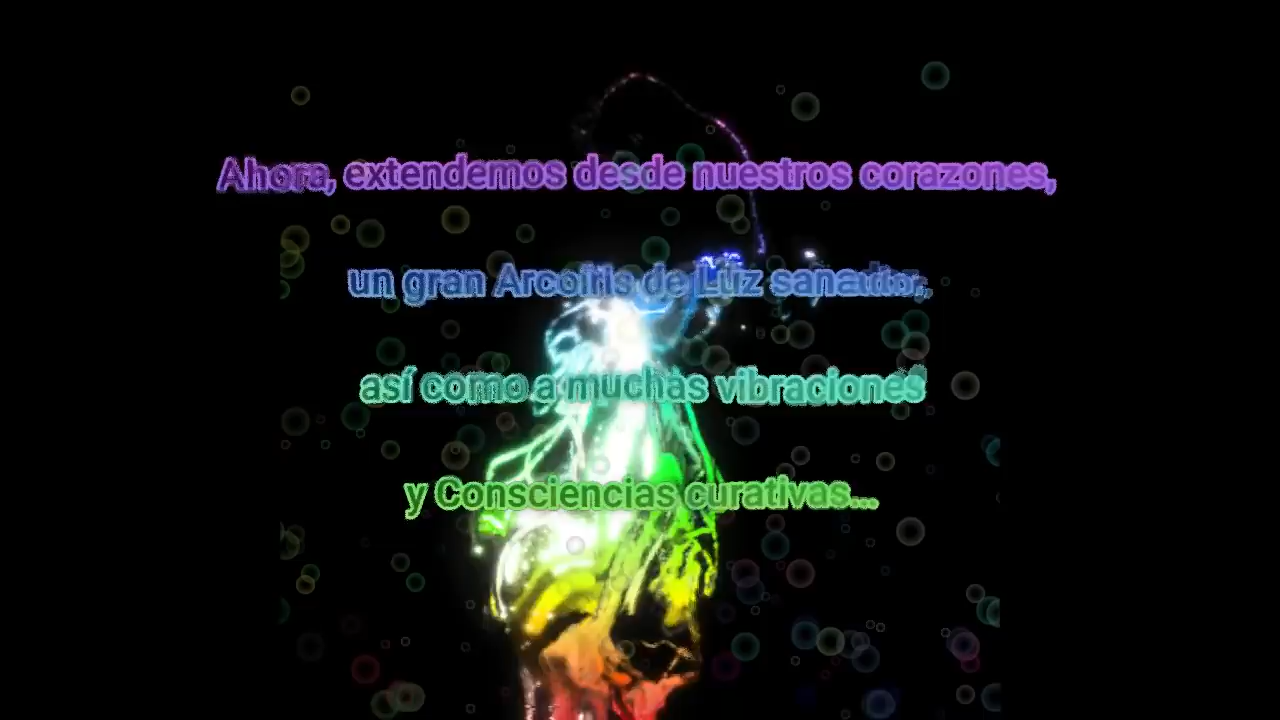 Ahora, extendemos desde nuestros corazones,
un gran Arcoíris de Luz sanador,
así como a muchas vibraciones
y Consciencias curativas...